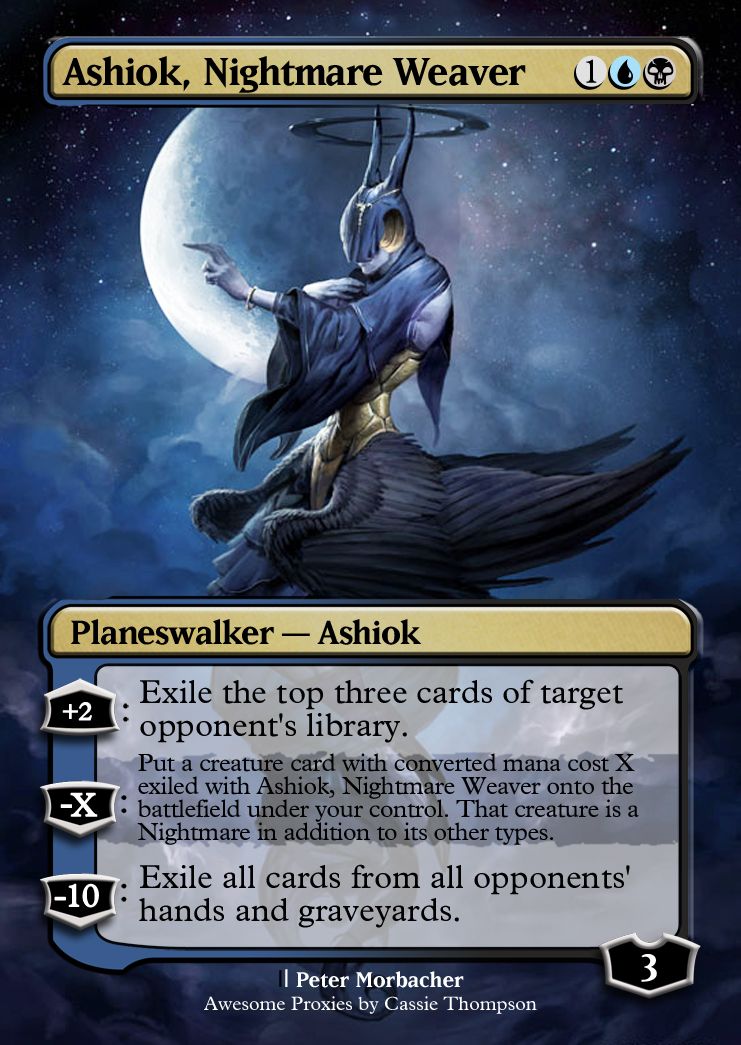 Ashiok, Nightmare Weaver 1
Planeswalker — Ashiok
+2 : Exile the top three cards of target
opponent's library.
-X : Put a creature card with converted mana cost X
exiled with Ashiok, Nightmare Weaver onto the
battlefield under your control. That creature is a
Nightmare in addition to its other types.
-10 : Exile all cards from all opponents'
hands and graveyards.
3
Peter Morbacher
Awesome Proxies by Cassie Thompson